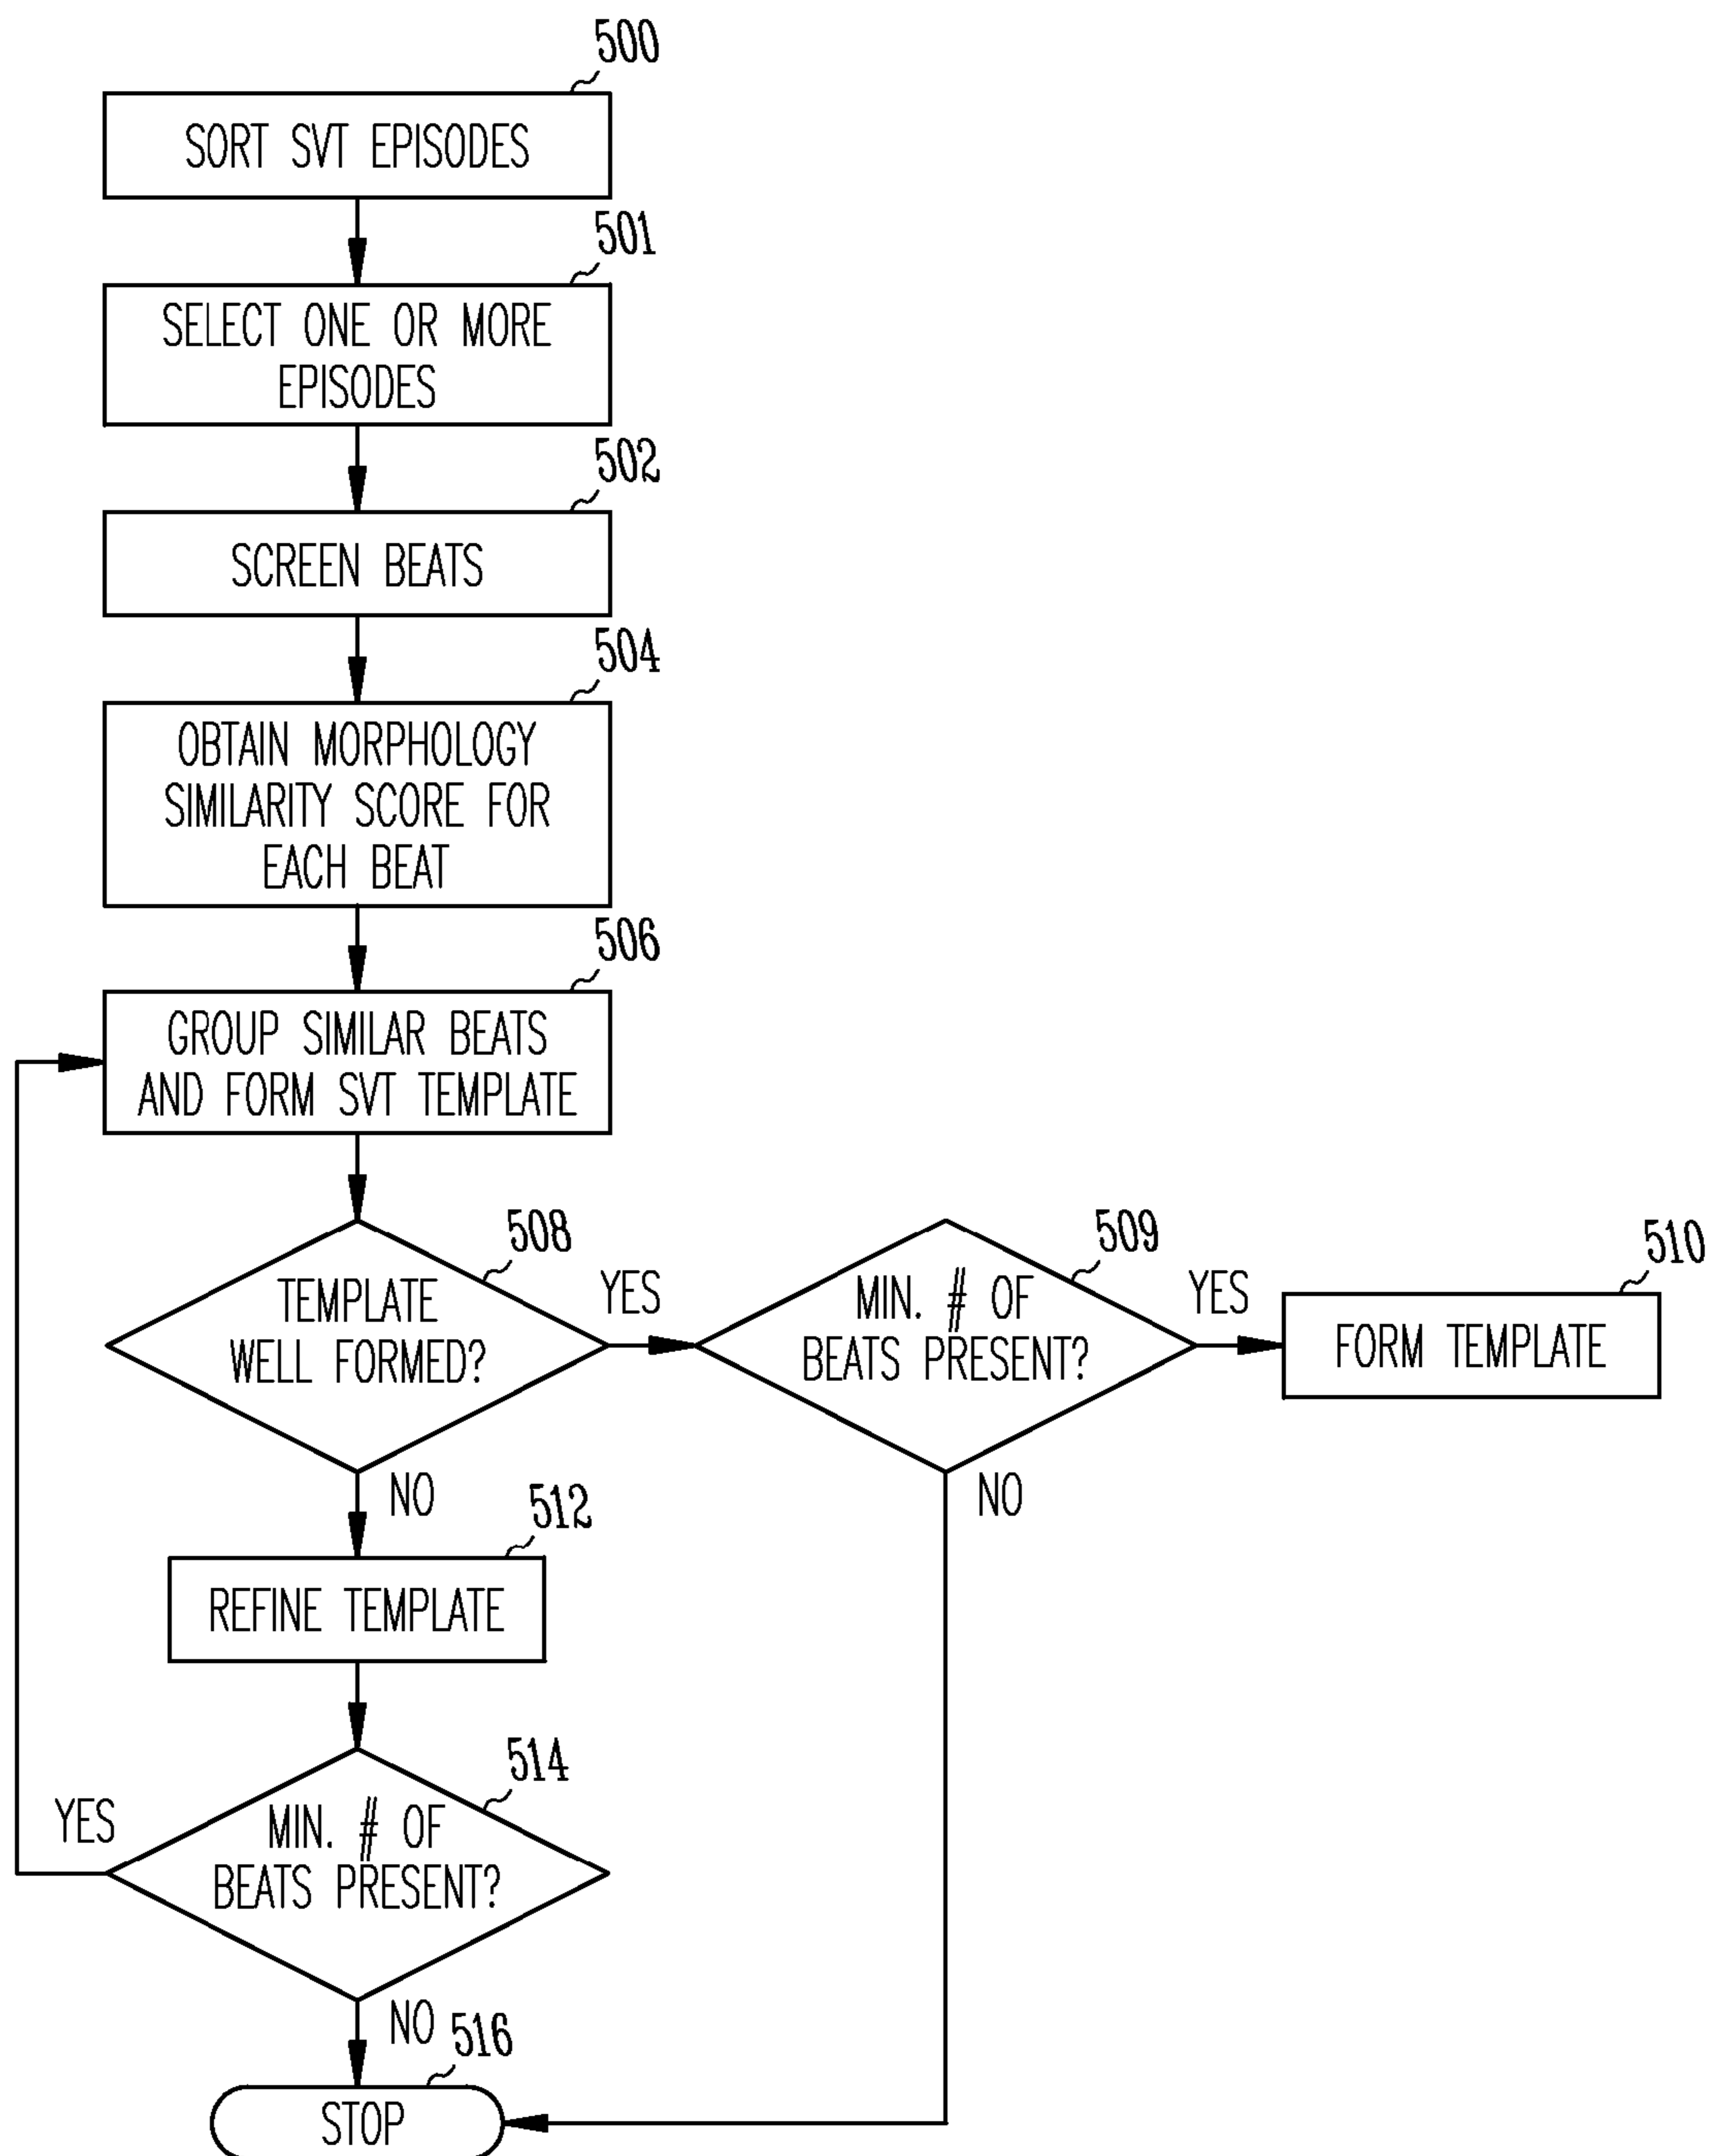 500
SORT SVT EPISODES
501
SELECT ONE OR MORE
EPISODES
502
SCREEN BEATS
504
OBTAIN MORPHOLOGY
SIMILARITY SCORE FOR
EACH BEAT
506
GROUP SIMILAR BEATS
AND FORM SVT TEMPLATE
508
TEMPLATE
WELL FORMED?
YES
NO
509
MIN. # OF
BEATS PRESENT?
YES
NO
510
FORM TEMPLATE
512
REFINE TEMPLATE
514
MIN. # OF
BEATS PRESENT?
YES
NO
516
STOP